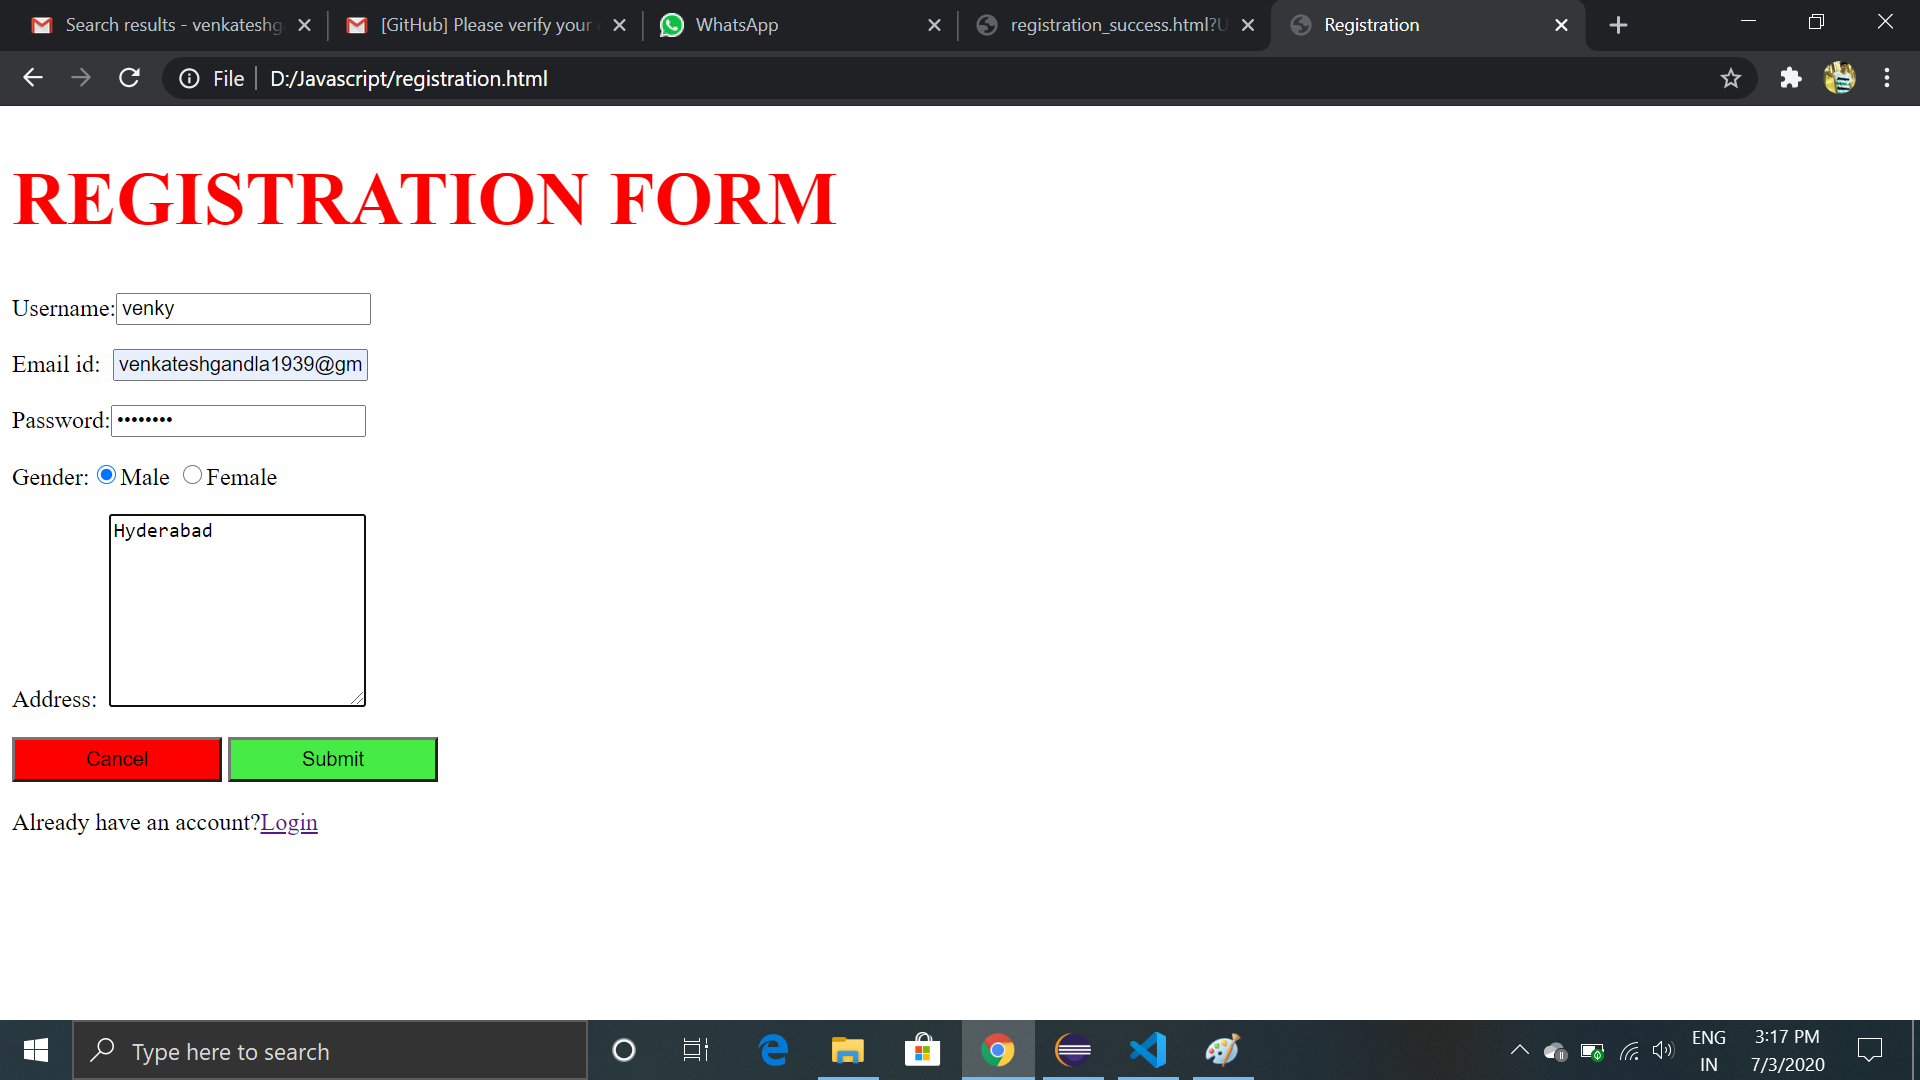 Search results - venkateshg
[GitHub] Please verify your
WhatsApp
registration_success.html?U
Registration
File
D:/Javascript/registration.html
REGISTRATION FORM
Username: venky
Email id: venkateshgandla1939@gm
Password: ••••••••
Gender: Male Female
Hyderabad
Address:
Cancel Submit
Already have an account?Login
Type here to search
ENG
IN
3:17 PM
7/3/2020